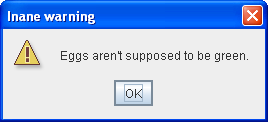 Inane warning
Eggs aren't supposed to be green.
OK